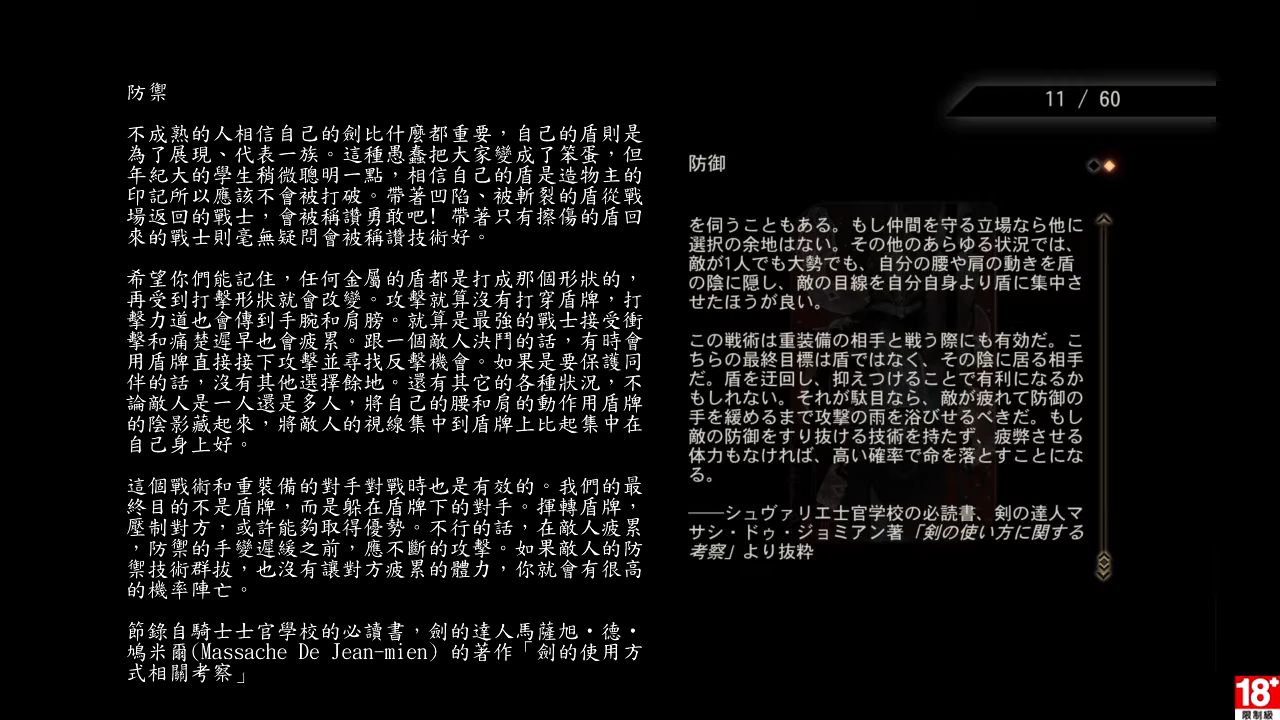 防禦
不成熟的人相信自己的劍比什麼都重要，自己的盾則是
為了展現、代表一族。這種愚蠢把大家變成了笨蛋，但
年紀大的學生稍微聰明一點，相信自己的盾是造物主的
印記所以應該不會被打破。帶著凹陷、被斬裂的盾從戰
場返回的戰士，會被稱讚勇敢吧! 帶著只有擦傷的盾回
來的戰士則毫無疑問會被稱讚技術好。
希望你們能記住，任何金屬的盾都是打成那個形狀的，
再受到打擊形狀就會改變。攻擊就算沒有打穿盾牌，打
擊力道也會傳到手腕和肩膀。就算是最強的戰士接受衝
擊和痛楚遲早也會疲累。跟一個敵人決鬥的話，有時會
用盾牌直接接下攻擊並尋找反擊機會。如果是要保護同
伴的話，沒有其他選擇餘地。還有其它的各種狀況，不
論敵人是一人還是多人，將自己的腰和肩的動作用盾牌
的陰影藏起來，將敵人的視線集中到盾牌上比起集中在
自己身上好。
這個戰術和重裝備的對手對戰時也是有效的。我們的最
終目的不是盾牌，而是躲在盾牌下的對手。揮轉盾牌，
壓制對方，或許能夠取得優勢。不行的話，在敵人疲累
，防禦的手變遲緩之前，應不斷的攻擊。如果敵人的防
禦技術群拔，也沒有讓對方疲累的體力，你就會有很高
的機率陣亡。
節錄自騎士士官學校的必讀書，劍的達人馬薩旭・德・
鳩米爾(Massache De Jean-mien) 的著作「劍的使用方
式相關考察」
11 / 60
防御
を伺うこともある。もし仲間を守る立場なら他に
選択の余地はない。その他のあらゆる状況では、
敵が1人でも大勢でも、自分の腰や肩の動きを盾
の陰に隠し、敵の目線を自分自身より盾に集中さ
せたほうが良い。
この戦術は重装備の相手と戦う際にも有効だ。こ
ちらの最終目標は盾ではなく、その陰に居る相手
だ。盾を迂回し、抑えつけることで有利になるか
もしれない。それが駄目なら、敵が疲れて防御の
手を緩めるまで攻撃の雨を浴びせるべきだ。もし
敵の防御をすり抜ける技術を持たず、疲弊させる
体力もなければ、高い確率で命を落とすことにな
る。
――シュヴァリエ士官学校の必読書、剣の達人マ
サシ・ドゥ・ジョミアン著「剣の使い方に関する
考察」より抜粋
18+
限制級